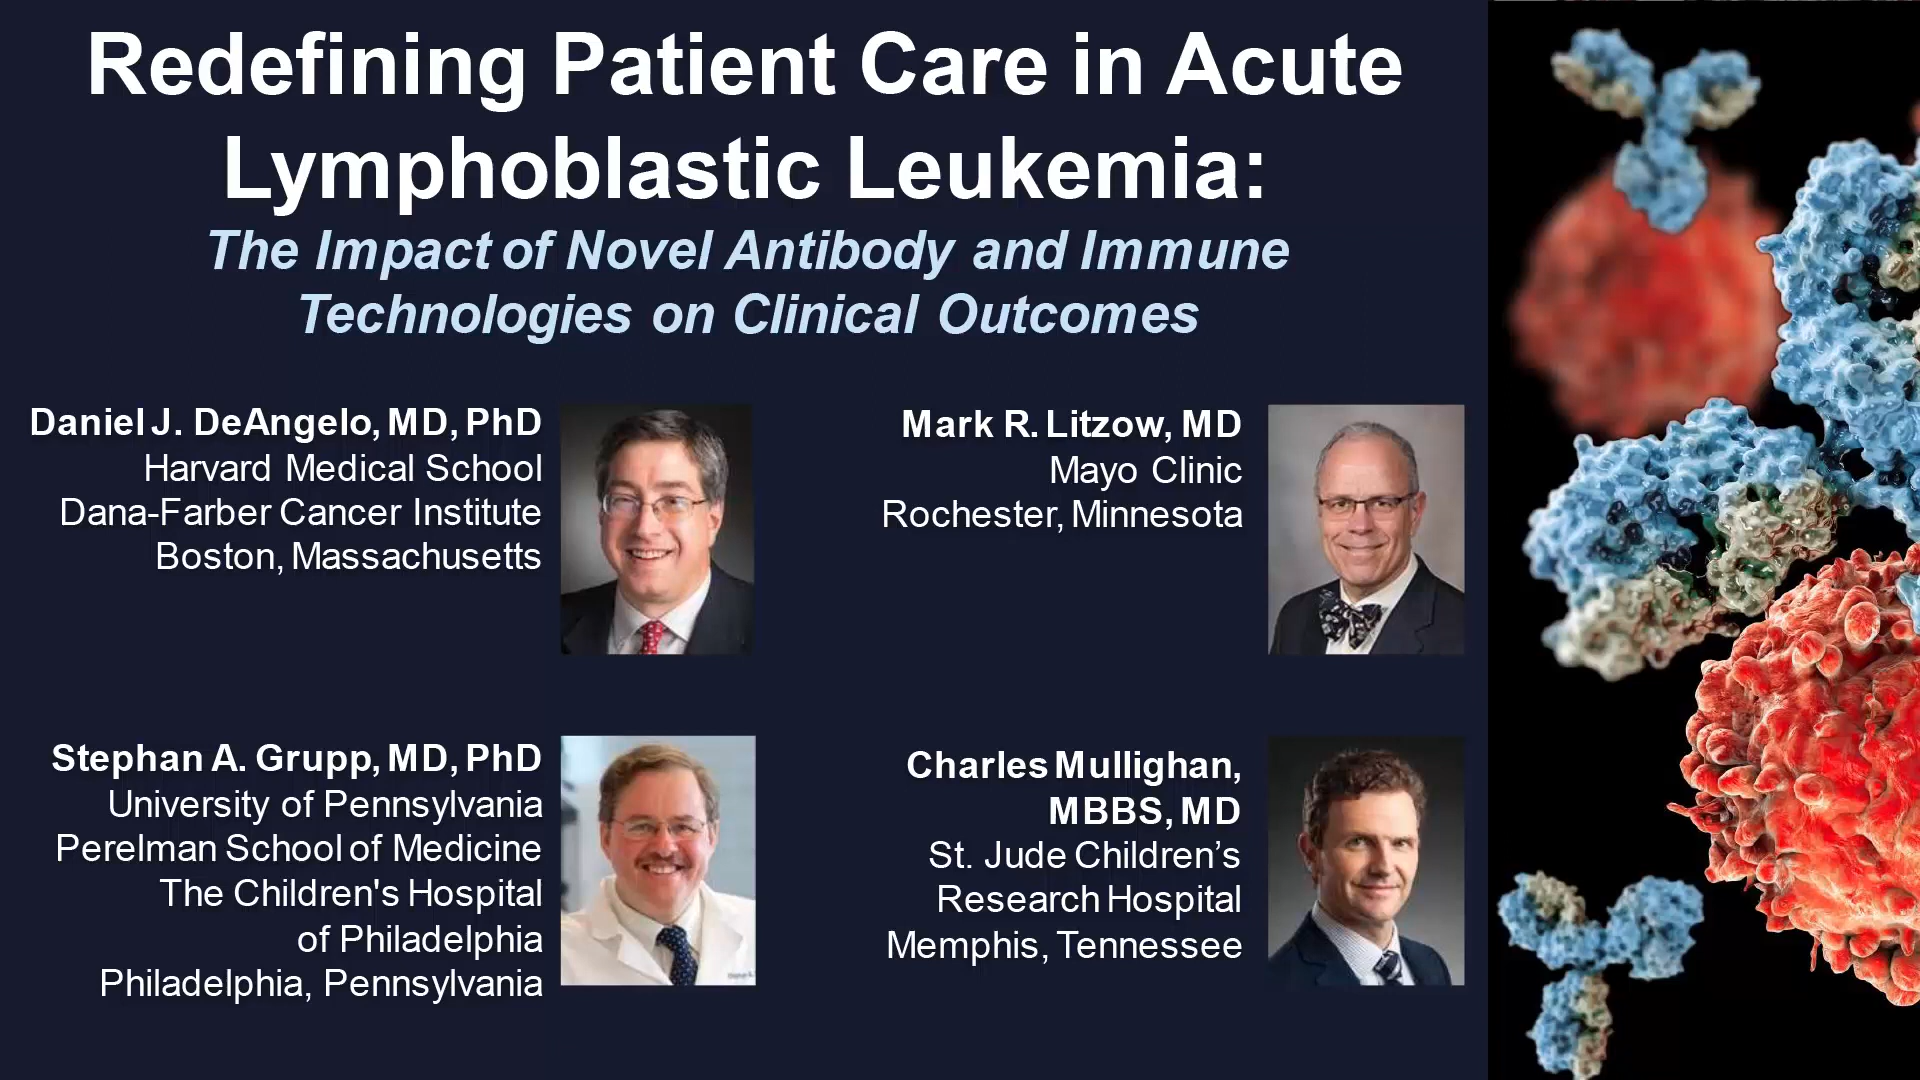 Redefining Patient Care in Acute
Lymphoblastic Leukemia:
The Impact of Novel Antibody and Immune
Technologies on Clinical Outcomes
Daniel J. DeAngelo, MD, PhD
Harvard Medical School
Dana-Farber Cancer Institute
Boston, Massachusetts
Mark R. Litzow, MD
Mayo Clinic
Rochester, Minnesota
Stephan A. Grupp, MD, PhD
University of Pennsylvania
Perelman School of Medicine
The Children's Hospital
of Philadelphia
Philadelphia, Pennsylvania
Charles Mullighan,
MBBS, MD
St. Jude Children’s
Research Hospital
Memphis, Tennessee